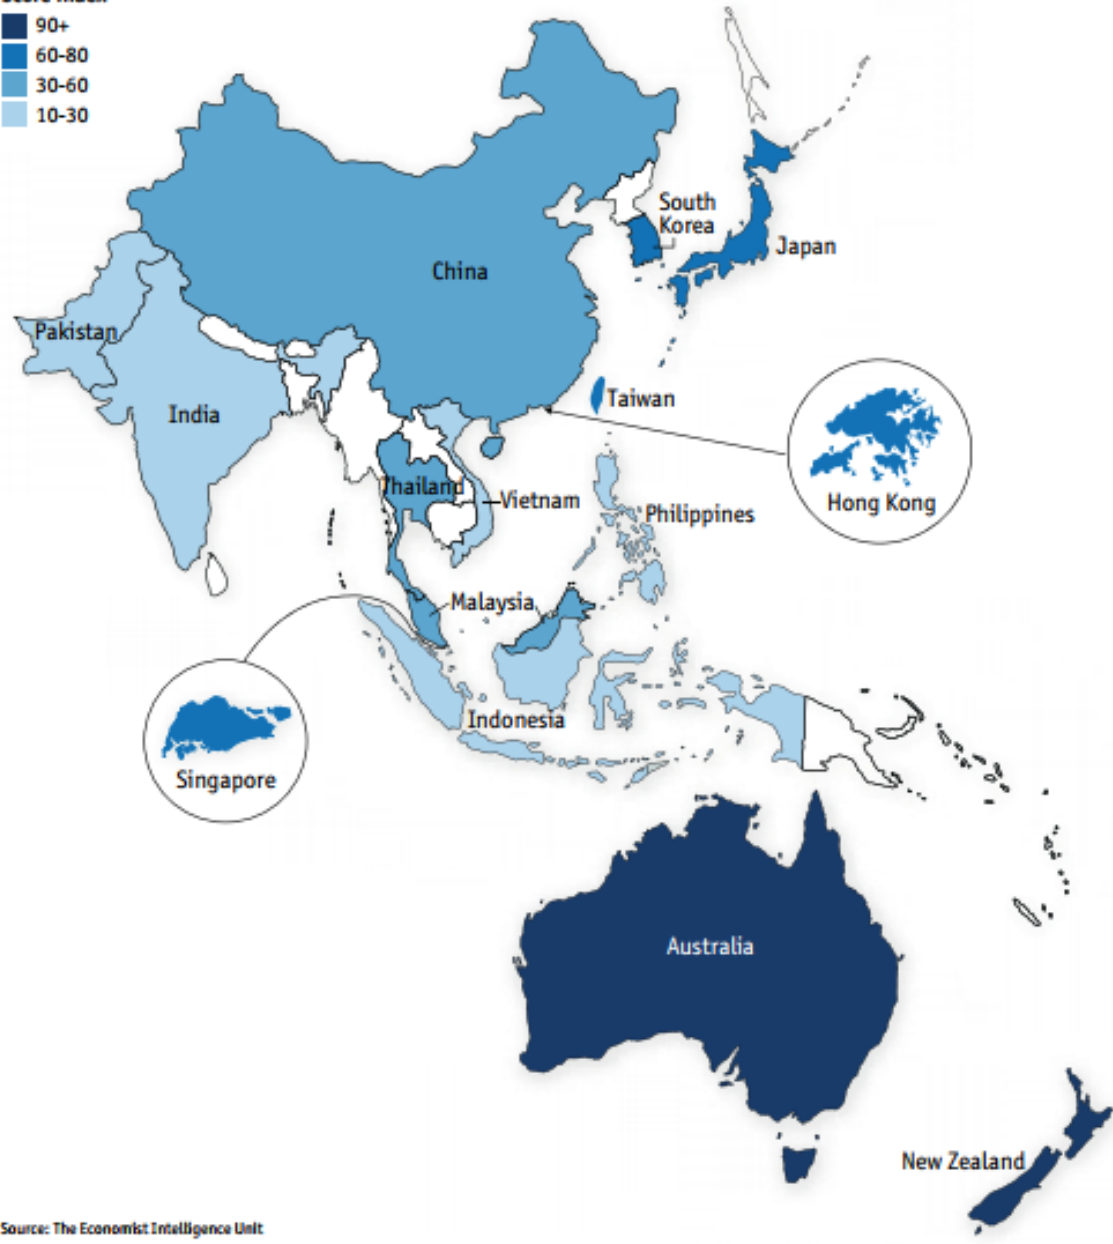 90+
60-80
30-60
10-30
South
Korea
Japan
China
Pakistan
Taiwan
India
Thailand
Vietnam
Hong Kong
Philippines
Malaysia
Indonesia
Singapore
Australia
New Zealand
Source: The Economist Intelligence Unit